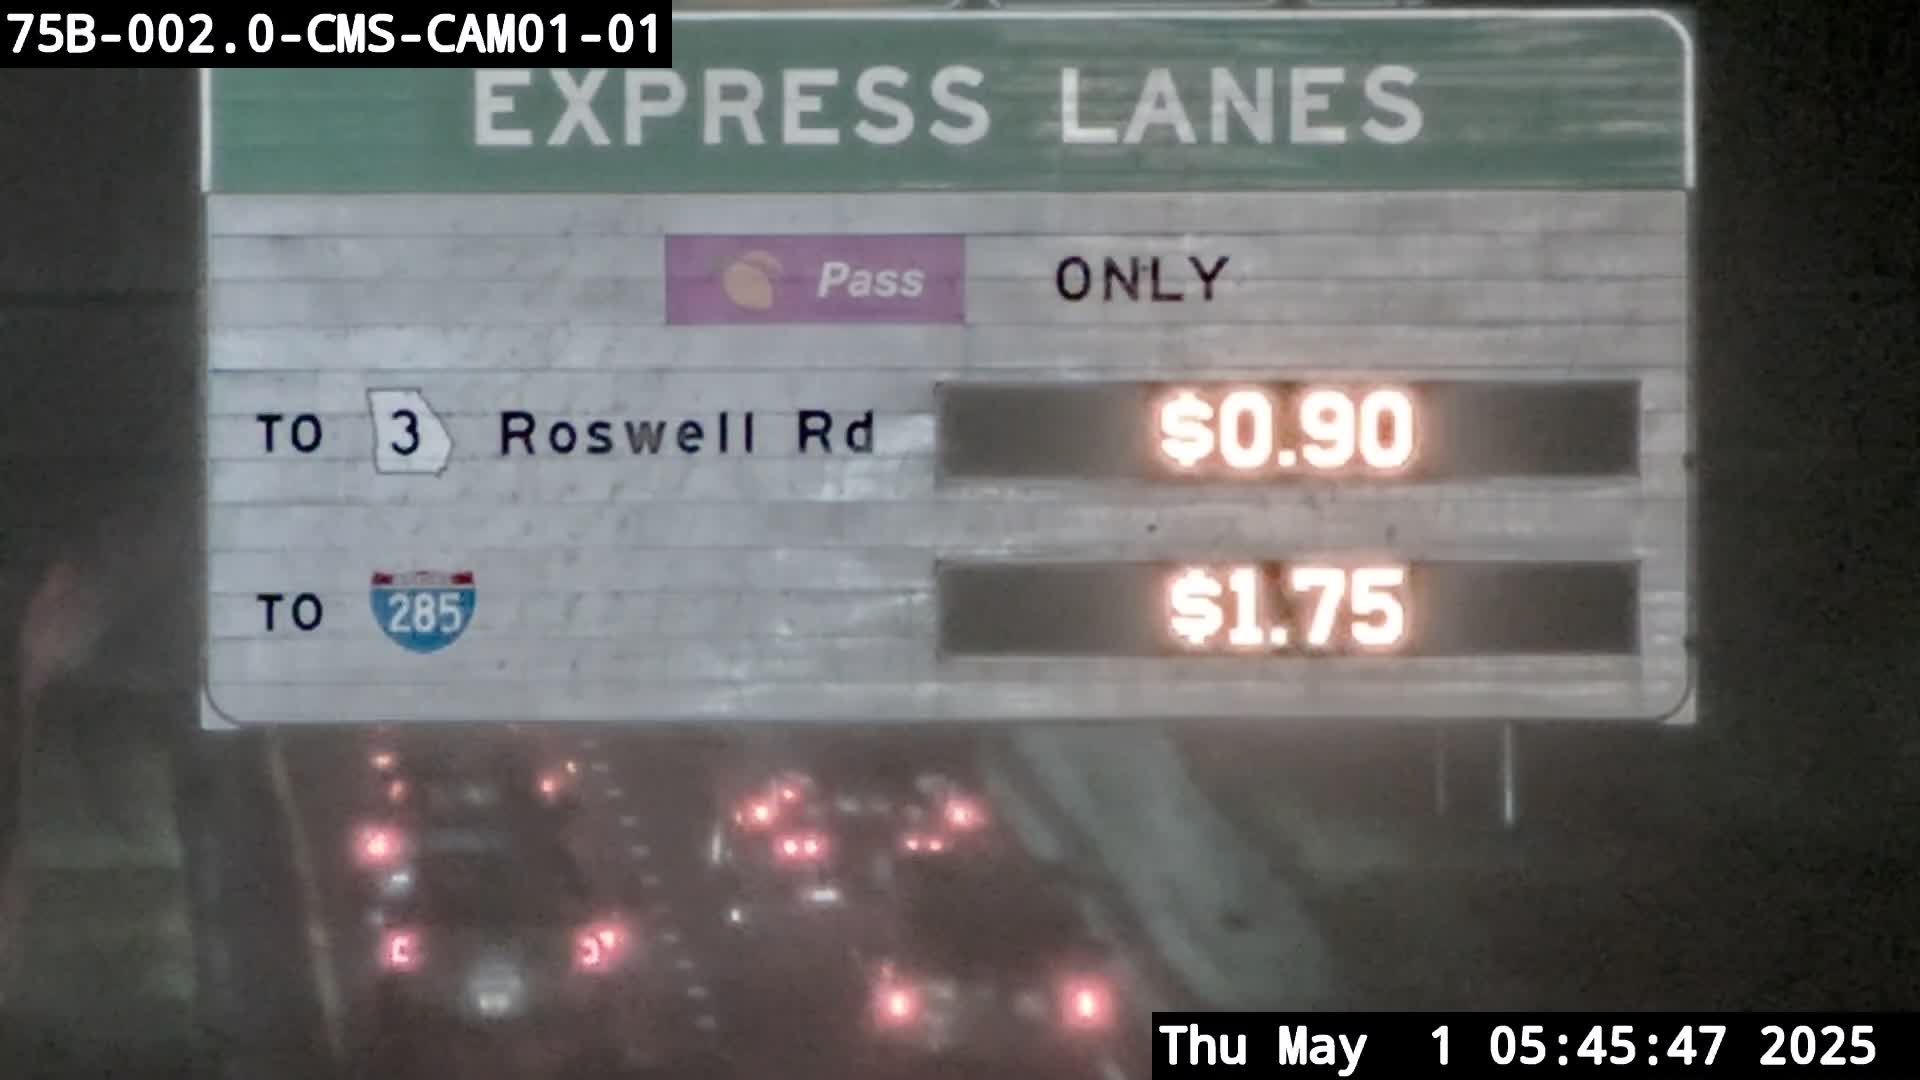 75B-002.0-CMS-CAM01-01
EXPRESS LANES
Pass ONLY
TO 3 Roswell Rd $0.90
TO 285 $1.75
Thu May 1 05:45:47 2025